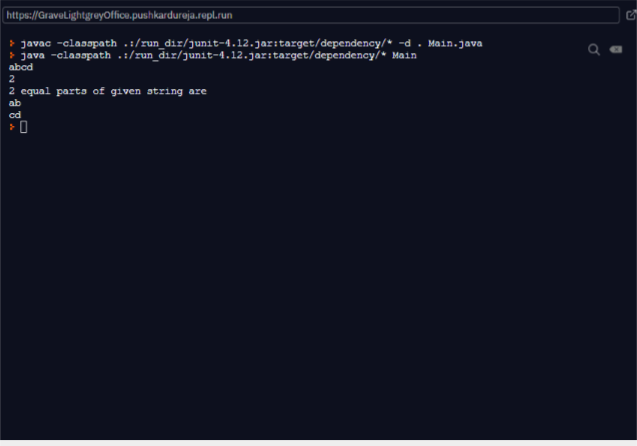 https://GraveLightgreyOffice.pushkardureja.repl.run
javac -classpath .:/run_dir/junit-4.12.jar:target/dependency/* -d . Main.java
java -classpath .:/run_dir/junit-4.12.jar:target/dependency/* Main
abcd
2
2 equal parts of given string are
ab
cd